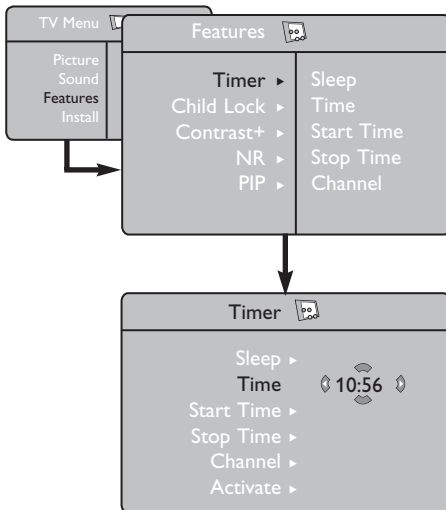 TV Menu
Picture
Sound
Features
Install
Features
Timer ▸ Sleep
Child Lock ▸ Time
Contrast+ ▸ Start Time
NR ▸ Stop Time
PIP ▸ Channel
Timer
Sleep ▸
Time 10:56
Start Time ▸
Stop Time ▸
Channel ▸
Activate ▸